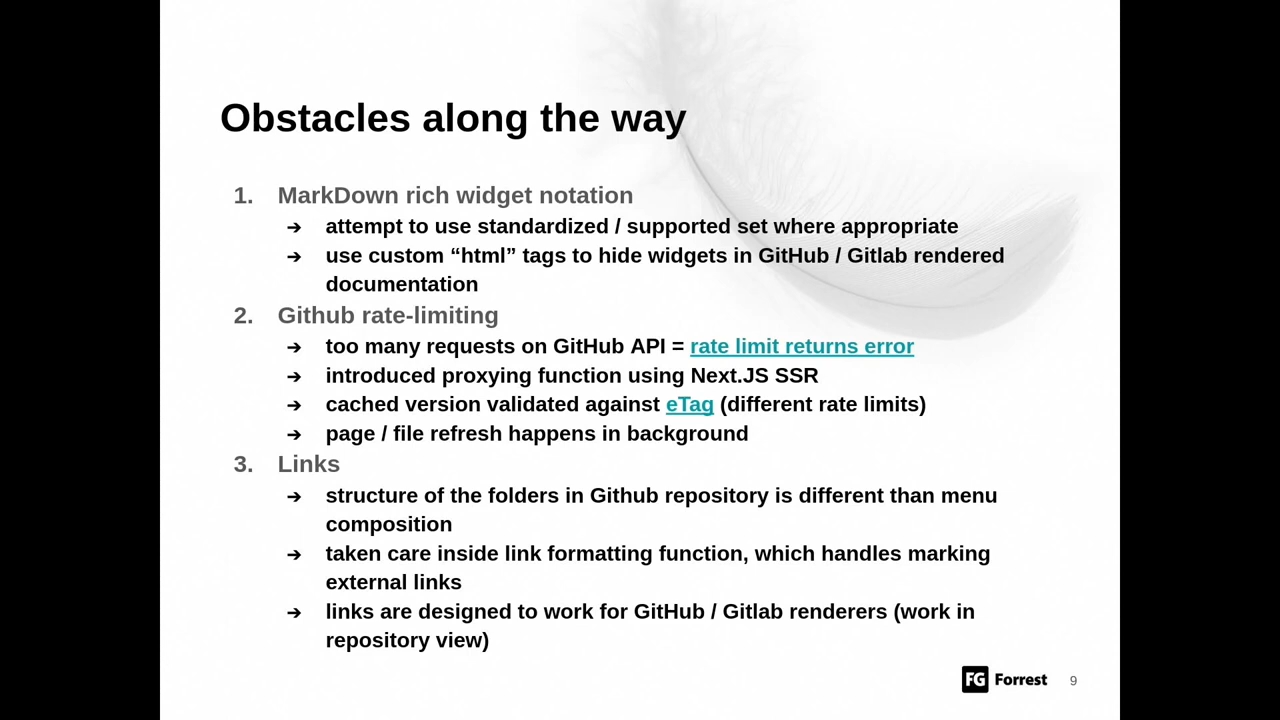 Obstacles along the way
1. MarkDown rich widget notation
➔ attempt to use standardized / supported set where appropriate
➔ use custom “html” tags to hide widgets in GitHub / Gitlab rendered
documentation
2. Github rate-limiting
➔ too many requests on GitHub API = rate limit returns error
➔ introduced proxying function using Next.JS SSR
➔ cached version validated against eTag (different rate limits)
➔ page / file refresh happens in background
3. Links
➔ structure of the folders in Github repository is different than menu
composition
➔ taken care inside link formatting function, which handles marking
external links
➔ links are designed to work for GitHub / Gitlab renderers (work in
repository view)
FG Forrest 9